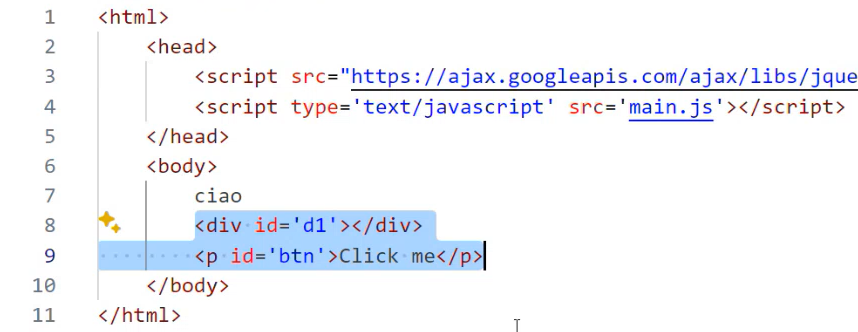 1 <html>
2 <head>
3 <script src="https://ajax.googleapis.com/ajax/libs/jque
4 <script type='text/javascript' src='main.js'></script>
5 </head>
6 <body>
7 ciao
8 <div id='d1'></div>
9 <p id='btn'>Click me</p>
10 </body>
11 </html>